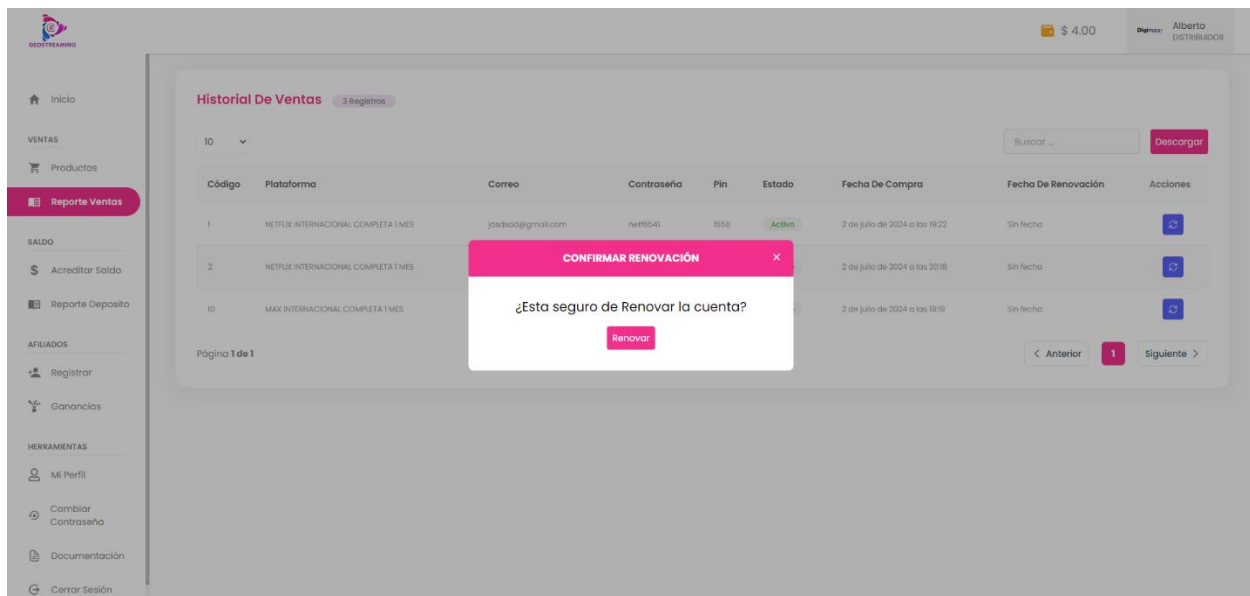 GEOSTREAMING
$ 4.00
Digimax
Alberto
DISTRIBUIDOR
Inicio
VENTAS
Productos
Reporte Ventas
SALDO
Acreditar Saldo
Reporte Deposito
AFILIADOS
Registrar
Ganancias
HERRAMIENTAS
Mi Perfil
Cambiar
Contraseña
Documentación
Cerrar Sesión
Historial De Ventas 3 Registros
10
Buscar ...
Descargar
Código Plataforma Correo Contraseña Pin Estado Fecha De Compra Fecha De Renovación Acciones
1 NETFLIX INTERNACIONAL COMPLETA 1 MES jasdsad@gmail.com netf6541 1556 Activo 2 de julio de 2024 a las 19:22 Sin fecha
2 NETFLIX INTERNACIONAL COMPLETA 1 MES 2 de julio de 2024 a las 20:18 Sin fecha
10 MAX INTERNACIONAL COMPLETA 1 MES 2 de julio de 2024 a las 19:19 Sin fecha
CONFIRMAR RENOVACIÓN
¿Esta seguro de Renovar la cuenta?
Renovar
Página 1 de 1
< Anterior 1 Siguiente >